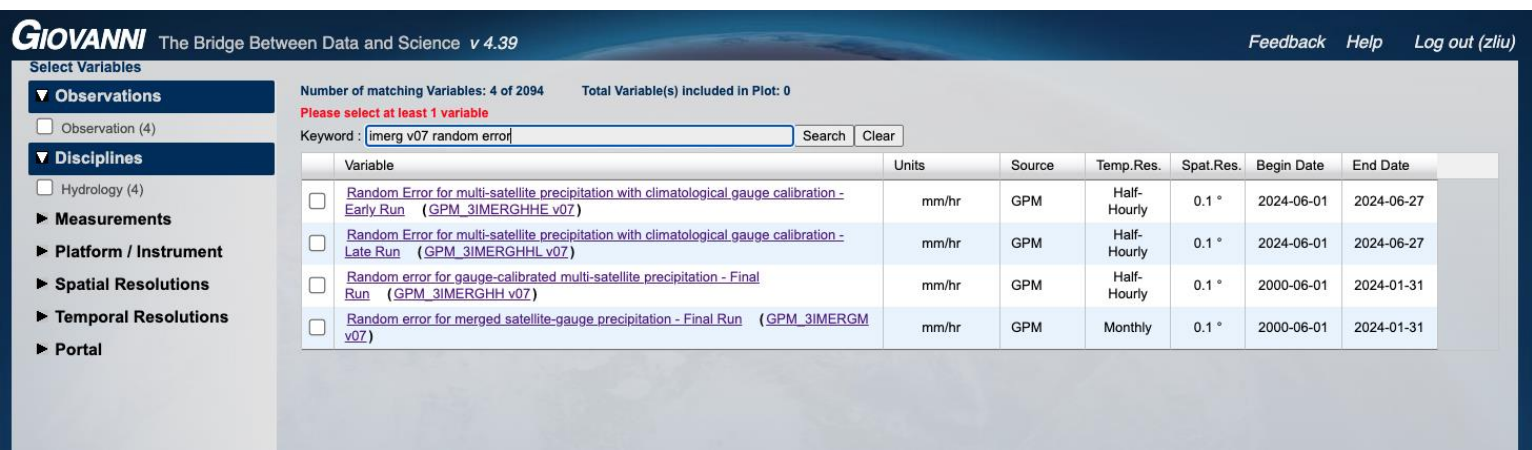 GIOVANNI The Bridge Between Data and Science v 4.39
Feedback Help Log out (zliu)
Select Variables
Observations
Observation (4)
Disciplines
Hydrology (4)
Measurements
Platform / Instrument
Spatial Resolutions
Temporal Resolutions
Portal
Number of matching Variables: 4 of 2094 Total Variable(s) included in Plot: 0
Please select at least 1 variable
Keyword : imerg v07 random error Search Clear
Variable Units Source Temp.Res. Spat.Res. Begin Date End Date
Random Error for multi-satellite precipitation with climatological gauge calibration -
Early Run (GPM_3IMERGHHE v07)
mm/hr GPM Half-
Hourly
0.1 ° 2024-06-01 2024-06-27
Random Error for multi-satellite precipitation with climatological gauge calibration -
Late Run (GPM_3IMERGHHL v07)
mm/hr GPM Half-
Hourly
0.1 ° 2024-06-01 2024-06-27
Random error for gauge-calibrated multi-satellite precipitation - Final
Run (GPM_3IMERGHH v07)
mm/hr GPM Half-
Hourly
0.1 ° 2000-06-01 2024-01-31
Random error for merged satellite-gauge precipitation - Final Run (GPM_3IMERGM
v07)
mm/hr GPM Monthly 0.1 ° 2000-06-01 2024-01-31